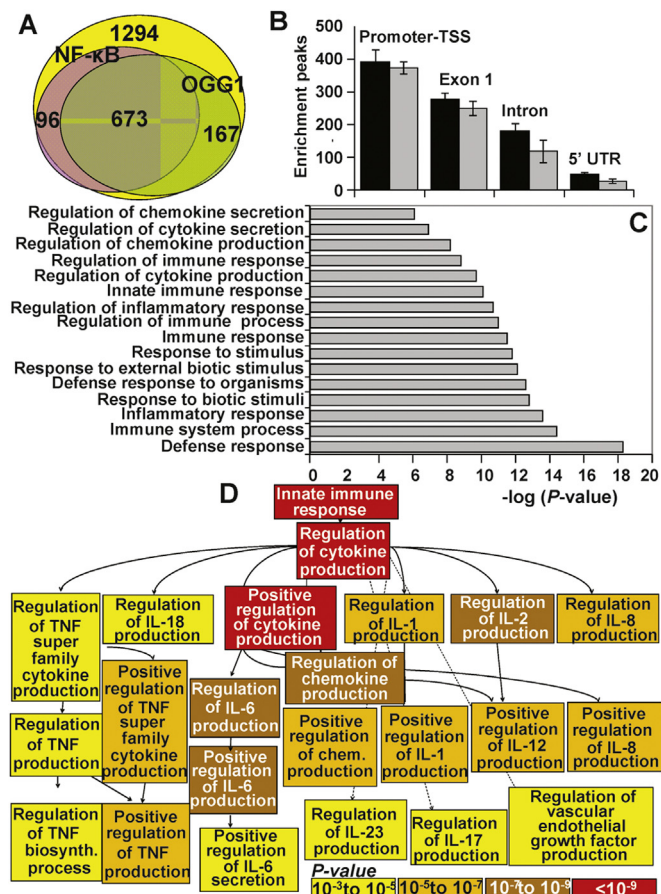 A
1294
NF-κB
OGG1
96
673
167
B
Enrichment peaks
500
400
300
200
100
0
Promoter-TSS
Exon 1
Intron
5' UTR
C
Regulation of chemokine secretion
Regulation of cytokine secretion
Regulation of chemokine production
Regulation of immune response
Regulation of cytokine production
Innate immune response
Regulation of inflammatory response
Regulation of immune process
Immune response
Response to stimulus
Response to external biotic stimulus
Defense response to organisms
Response to biotic stimuli
Inflammatory response
Immune system process
Defense response
0 2 4 6 8 10 12 14 16 18 20
-log (P-value)
D
Innate immune
response
Regulation
of cytokine
production
Regulation
of TNF
super
family
cytokine
production
Regulation
of IL-18
production
Positive
regulation
of cytokine
production
Regulation
of IL-1
production
Regulation
of IL-2
production
Regulation
of IL-8
production
Regulation of
chemokine
production
Positive
regulation
of TNF
super
family
cytokine
production
Regulation
of IL-6
production
Regulation
of TNF
production
Positive
regulation
of chem.
production
Positive
regulation
of IL-1
production
Positive
regulation
of IL-12
production
Positive
regulation
of IL-8
production
Positive
regulation
of IL-6
production
Regulation
of TNF
biosynth.
process
Positive
regulation
of TNF
production
Positive
regulation of
IL-6
secretion
Regulation
of IL-23
production
Regulation
of IL-17
production
Regulation of
vascular
endothelial
growth factor
production
P-value
10-3 to 10-5
10-5 to 10-7
10-7 to 10-9
<10-9